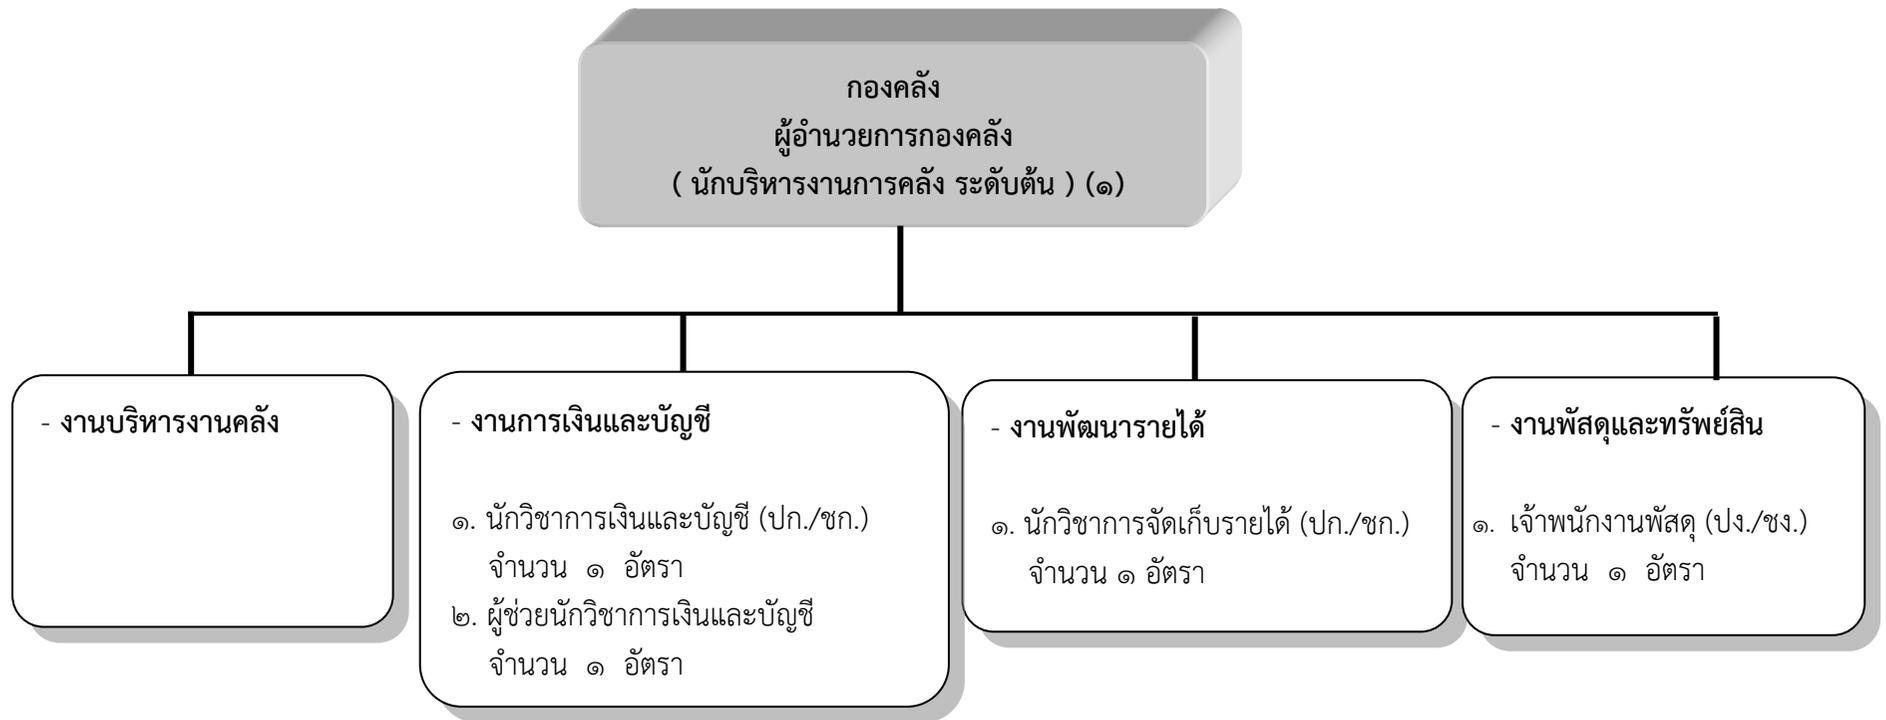 กองคลัง
ผู้อำนวยการกองคลัง
( นักบริหารงานการคลัง ระดับต้น ) (๑)
- งานบริหารงานคลัง
- งานการเงินและบัญชี
๑. นักวิชาการเงินและบัญชี (ปก./ชก.)
จำนวน ๑ อัตรา
๒. ผู้ช่วยนักวิชาการเงินและบัญชี
จำนวน ๑ อัตรา
- งานพัฒนารายได้
๑. นักวิชาการจัดเก็บรายได้ (ปก./ชก.)
จำนวน ๑ อัตรา
- งานพัสดุและทรัพย์สิน
๑. เจ้าพนักงานพัสดุ (ปง./ชง.)
จำนวน ๑ อัตรา